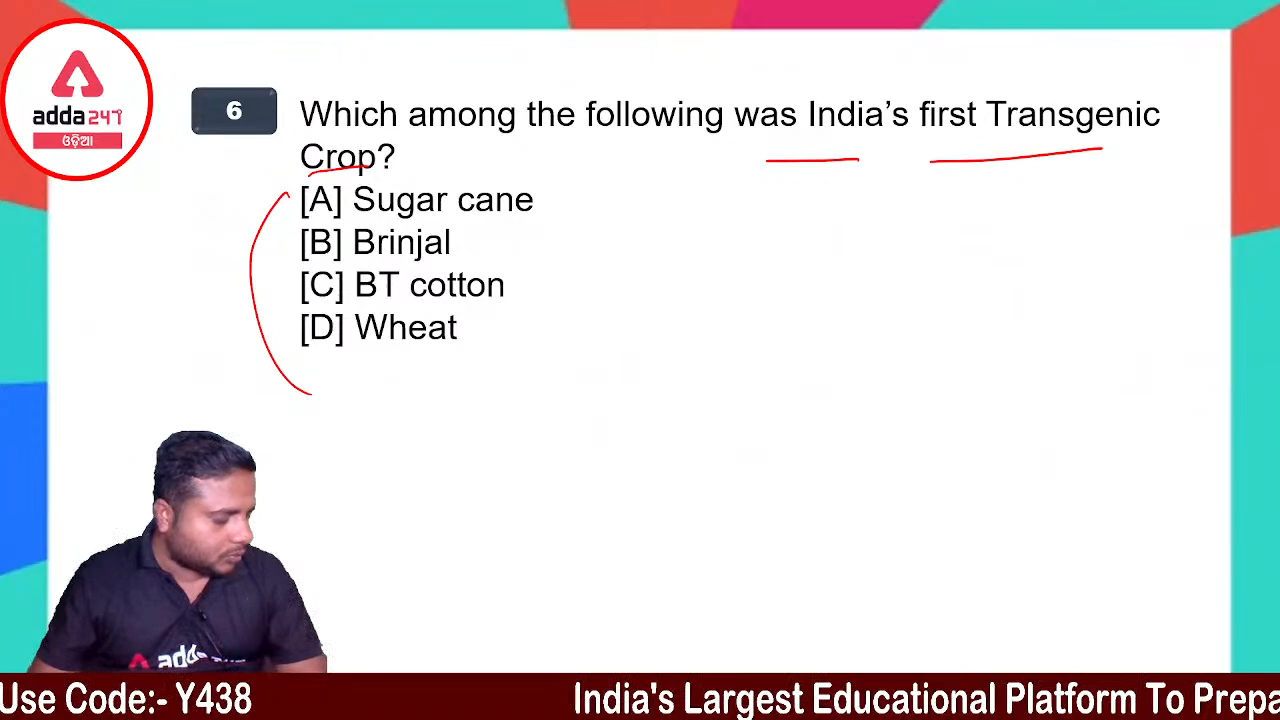 adda247
ଓଡ଼ିଆ
6
Which among the following was India’s first Transgenic
Crop?
[A] Sugar cane
[B] Brinjal
[C] BT cotton
[D] Wheat
Use Code:- Y438 India's Largest Educational Platform To Prepa